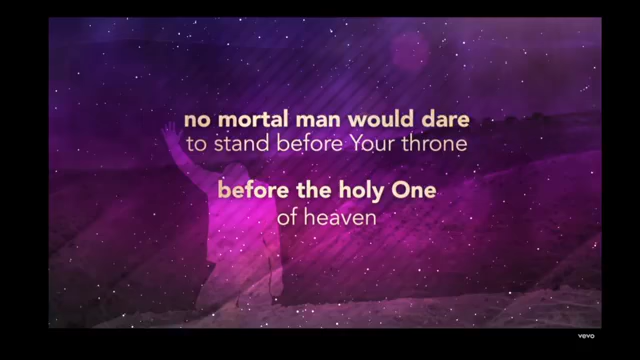 no mortal man would dare
to stand before Your throne
before the holy One
of heaven
vevo